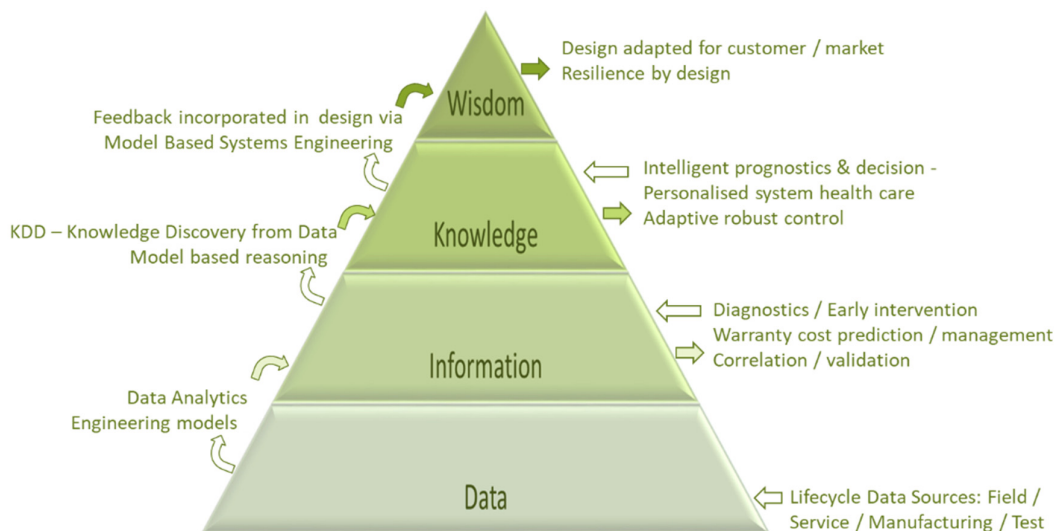 Design adapted for customer / market
Resilience by design
Wisdom
Feedback incorporated in design via
Model Based Systems Engineering
Intelligent prognostics & decision -
Personalised system health care
Adaptive robust control
KDD – Knowledge Discovery from Data
Model based reasoning
Knowledge
Diagnostics / Early intervention
Warranty cost prediction / management
Correlation / validation
Information
Data Analytics
Engineering models
Data
Lifecycle Data Sources: Field /
Service / Manufacturing / Test